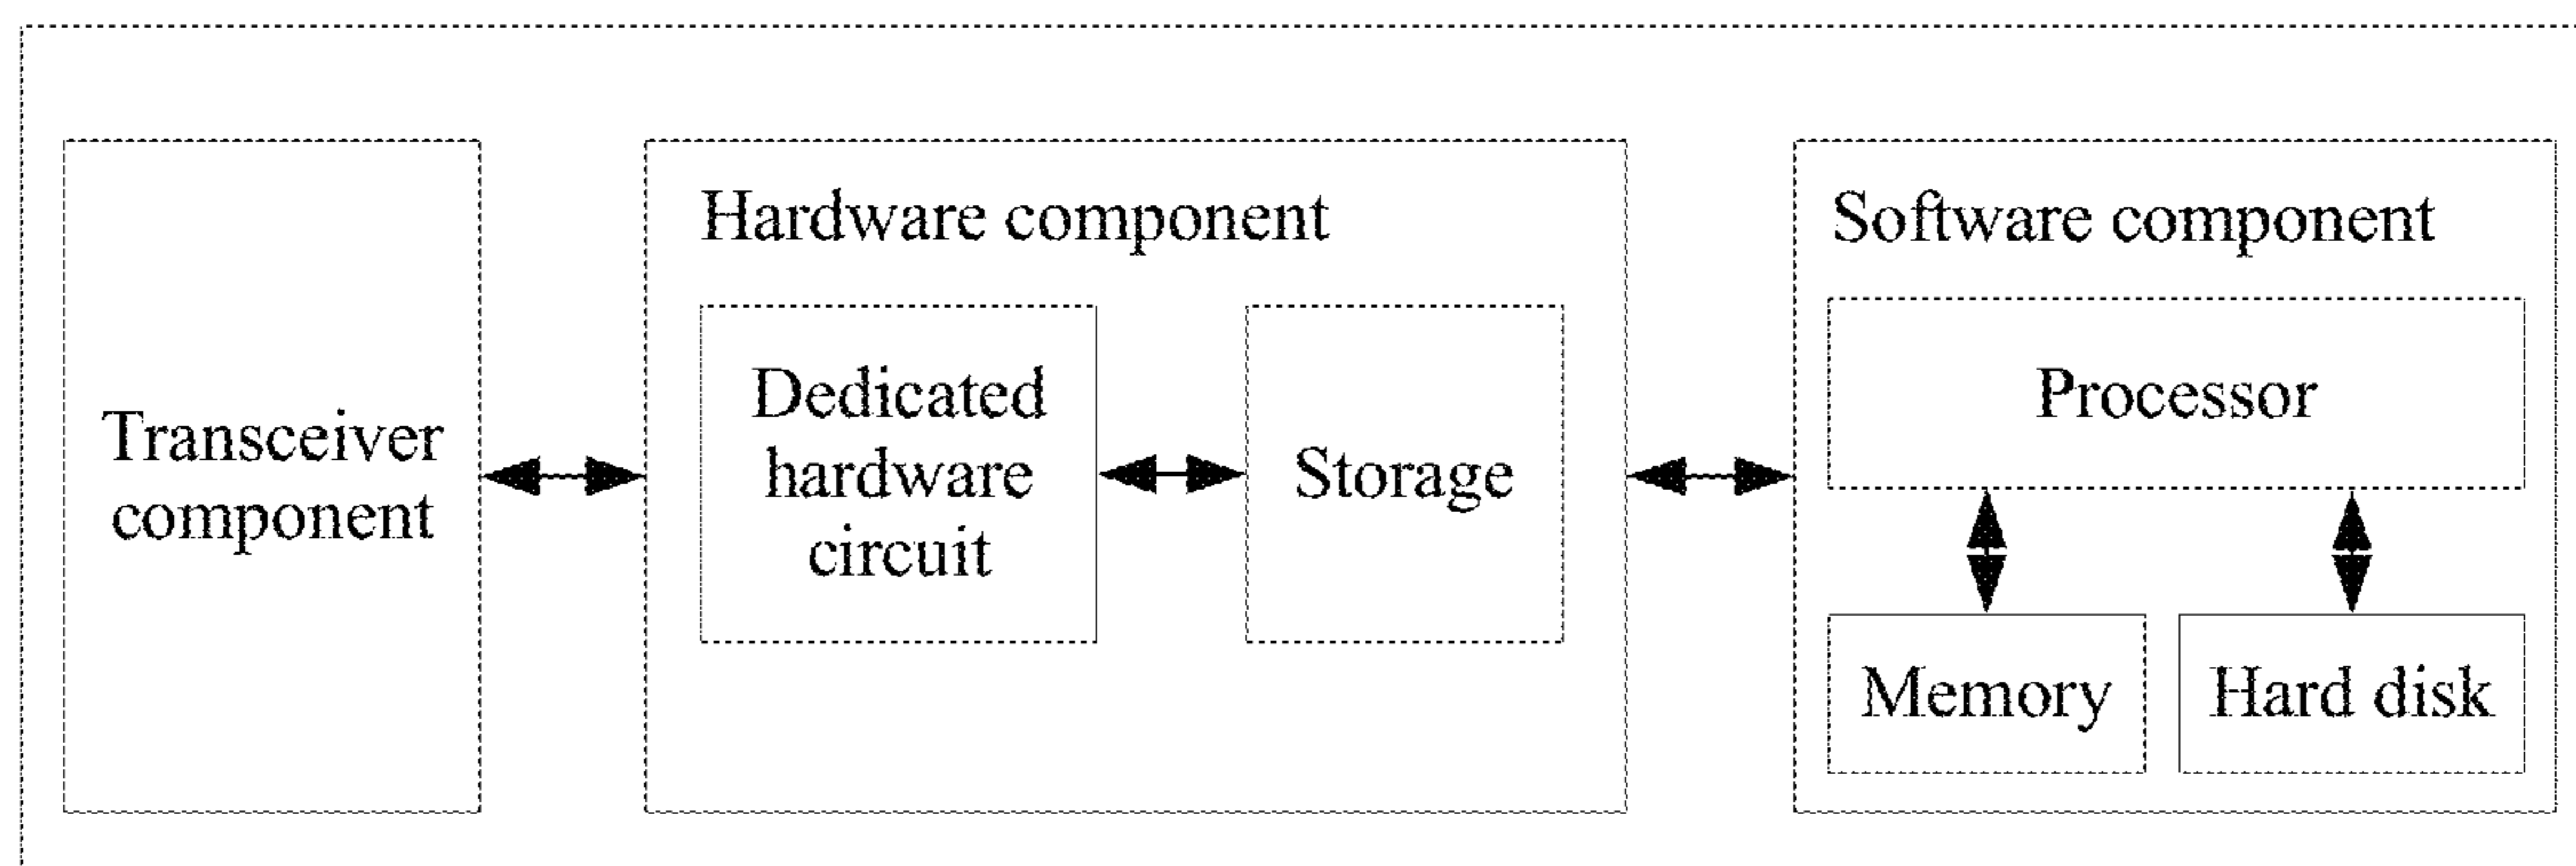 Transceiver
component
Hardware component
Dedicated
hardware
circuit
Storage
Software component
Processor
Memory
Hard disk